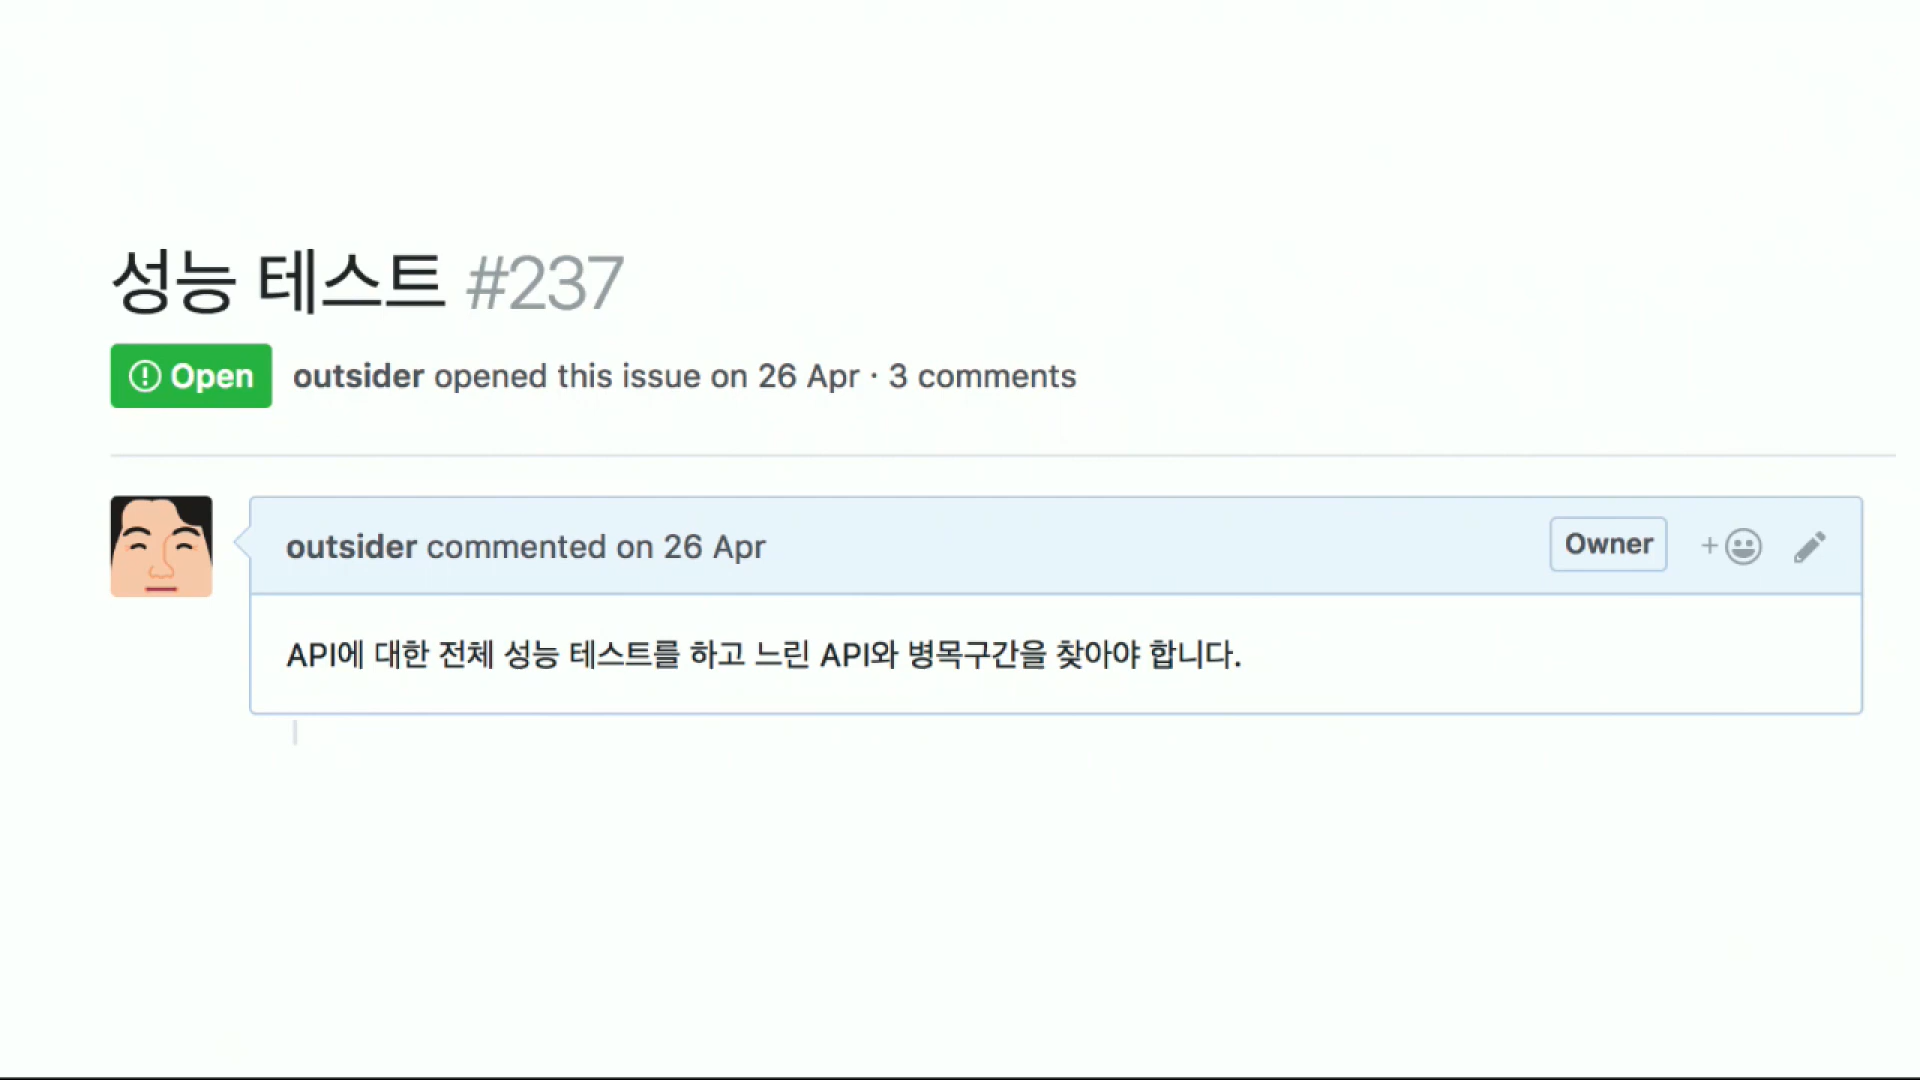 성능 테스트 #237
Open outsider opened this issue on 26 Apr · 3 comments
outsider commented on 26 Apr Owner +
API에 대한 전체 성능 테스트를 하고 느린 API와 병목구간을 찾아야 합니다.